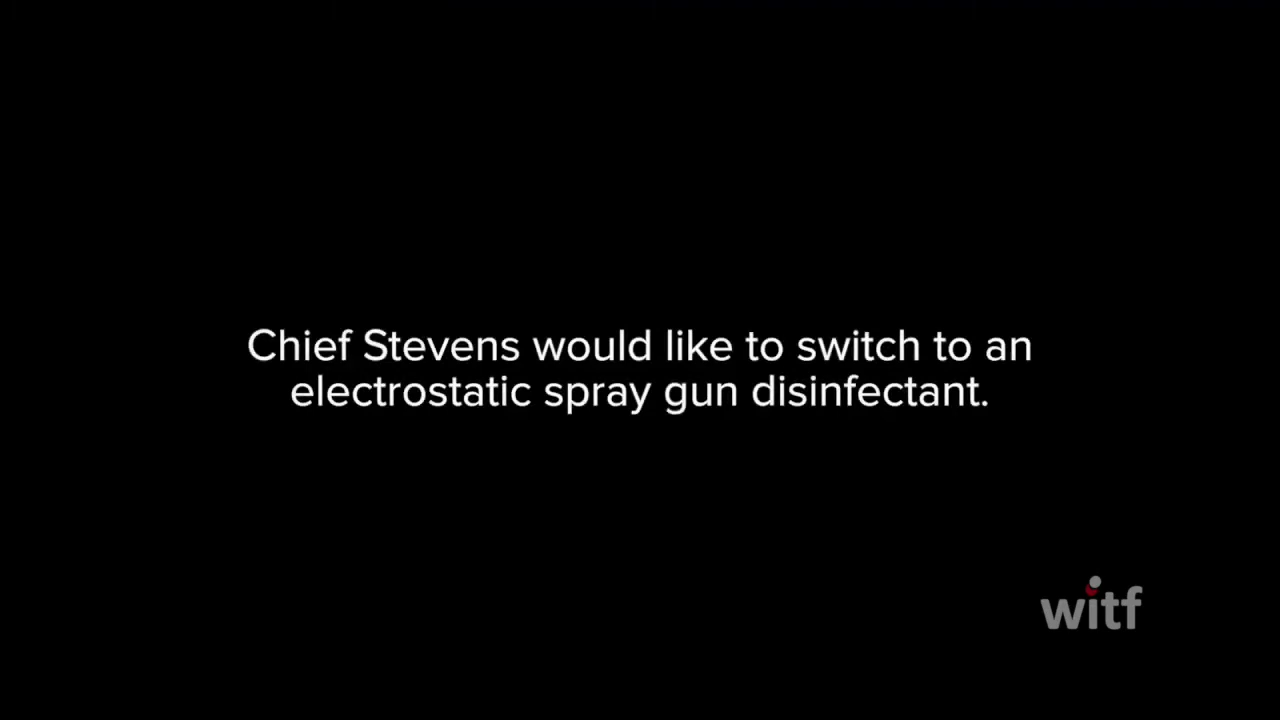 Chief Stevens would like to switch to an
electrostatic spray gun disinfectant.
witf